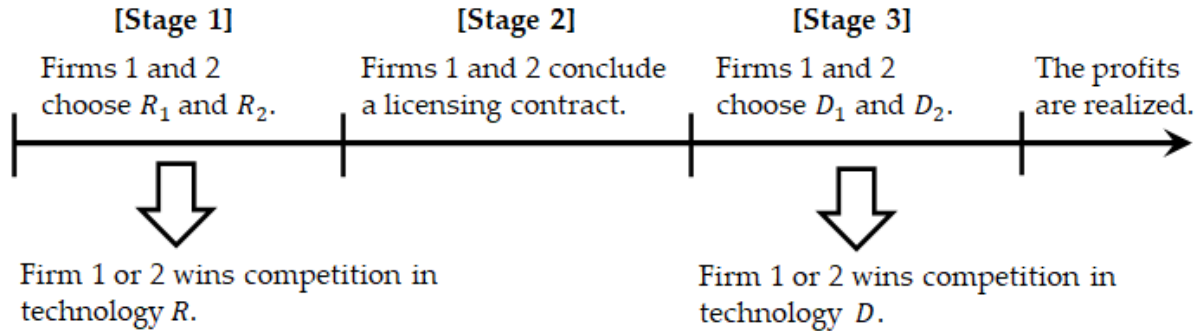 [Stage 1]
[Stage 2]
[Stage 3]
Firms 1 and 2
choose R₁ and R₂.
Firms 1 and 2 conclude
a licensing contract.
Firms 1 and 2
choose D₁ and D₂.
The profits
are realized.
Firm 1 or 2 wins competition in
technology R.
Firm 1 or 2 wins competition in
technology D.